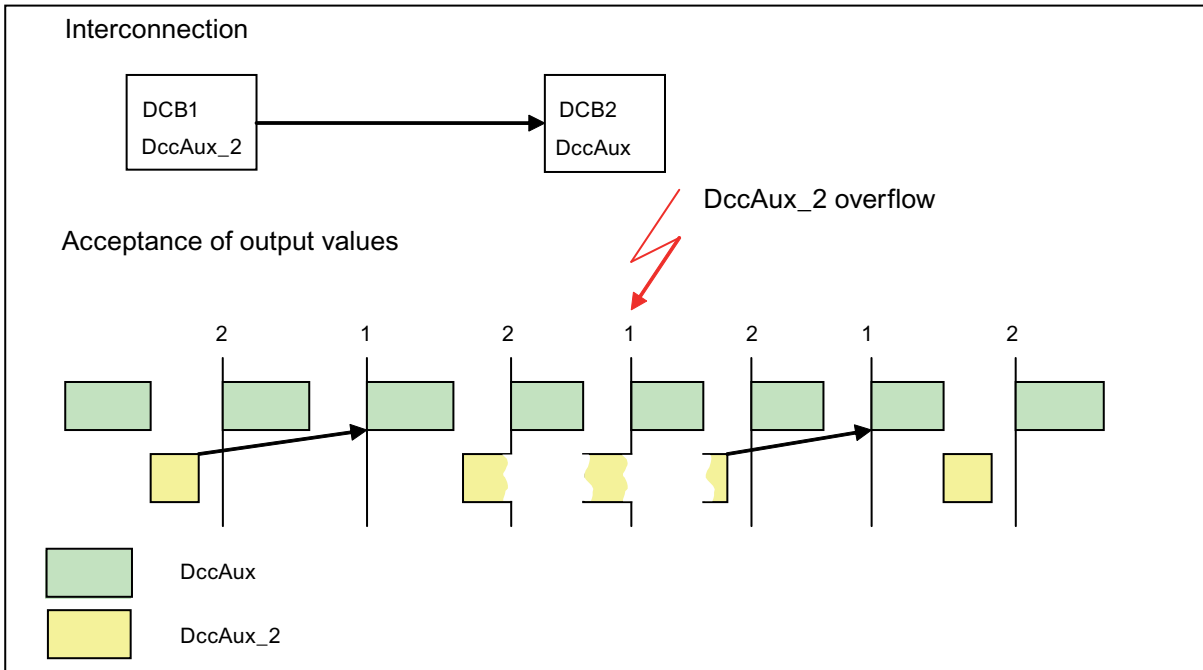 Interconnection
DCB1
DccAux_2
DCB2
DccAux
DccAux_2 overflow
Acceptance of output values
2 1 2 1 2 1 2
DccAux
DccAux_2